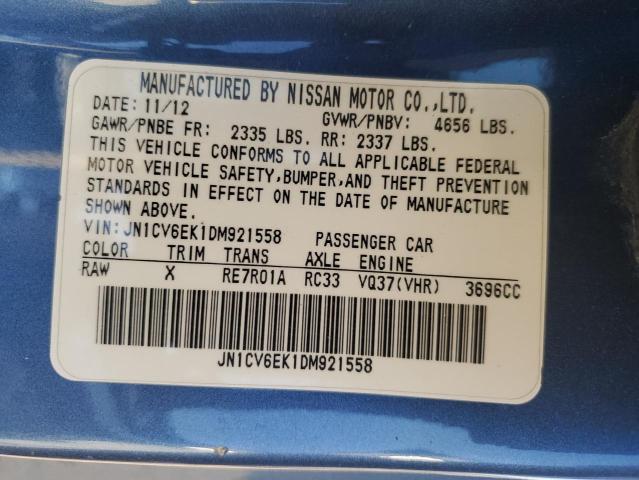 MANUFACTURED BY NISSAN MOTOR CO.,LTD.
DATE: 11/12 GVWR/PNBV: 4656 LBS.
GAWR/PNBE FR: 2335 LBS. RR: 2337 LBS.
THIS VEHICLE CONFORMS TO ALL APPLICABLE FEDERAL
MOTOR VEHICLE SAFETY,BUMPER,AND THEFT PREVENTION
STANDARDS IN EFFECT ON THE DATE OF MANUFACTURE
SHOWN ABOVE.
VIN:JN1CV6EK1DM921558 PASSENGER CAR
COLOR TRIM TRANS AXLE ENGINE
RAW X RE7R01A RC33 VQ37(VHR) 3696CC
JN1CV6EK1DM921558